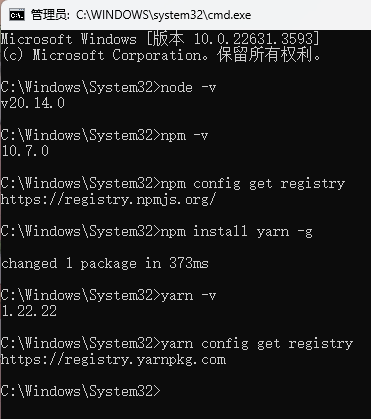 管理员: C:\WINDOWS\system32\cmd.exe
Microsoft Windows [版本 10.0.22631.3593]
(c) Microsoft Corporation。保留所有权利。
C:\Windows\System32>node -v
v20.14.0
C:\Windows\System32>npm -v
10.7.0
C:\Windows\System32>npm config get registry
https://registry.npmjs.org/
C:\Windows\System32>npm install yarn -g
changed 1 package in 373ms
C:\Windows\System32>yarn -v
1.22.22
C:\Windows\System32>yarn config get registry
https://registry.yarnpkg.com
C:\Windows\System32>